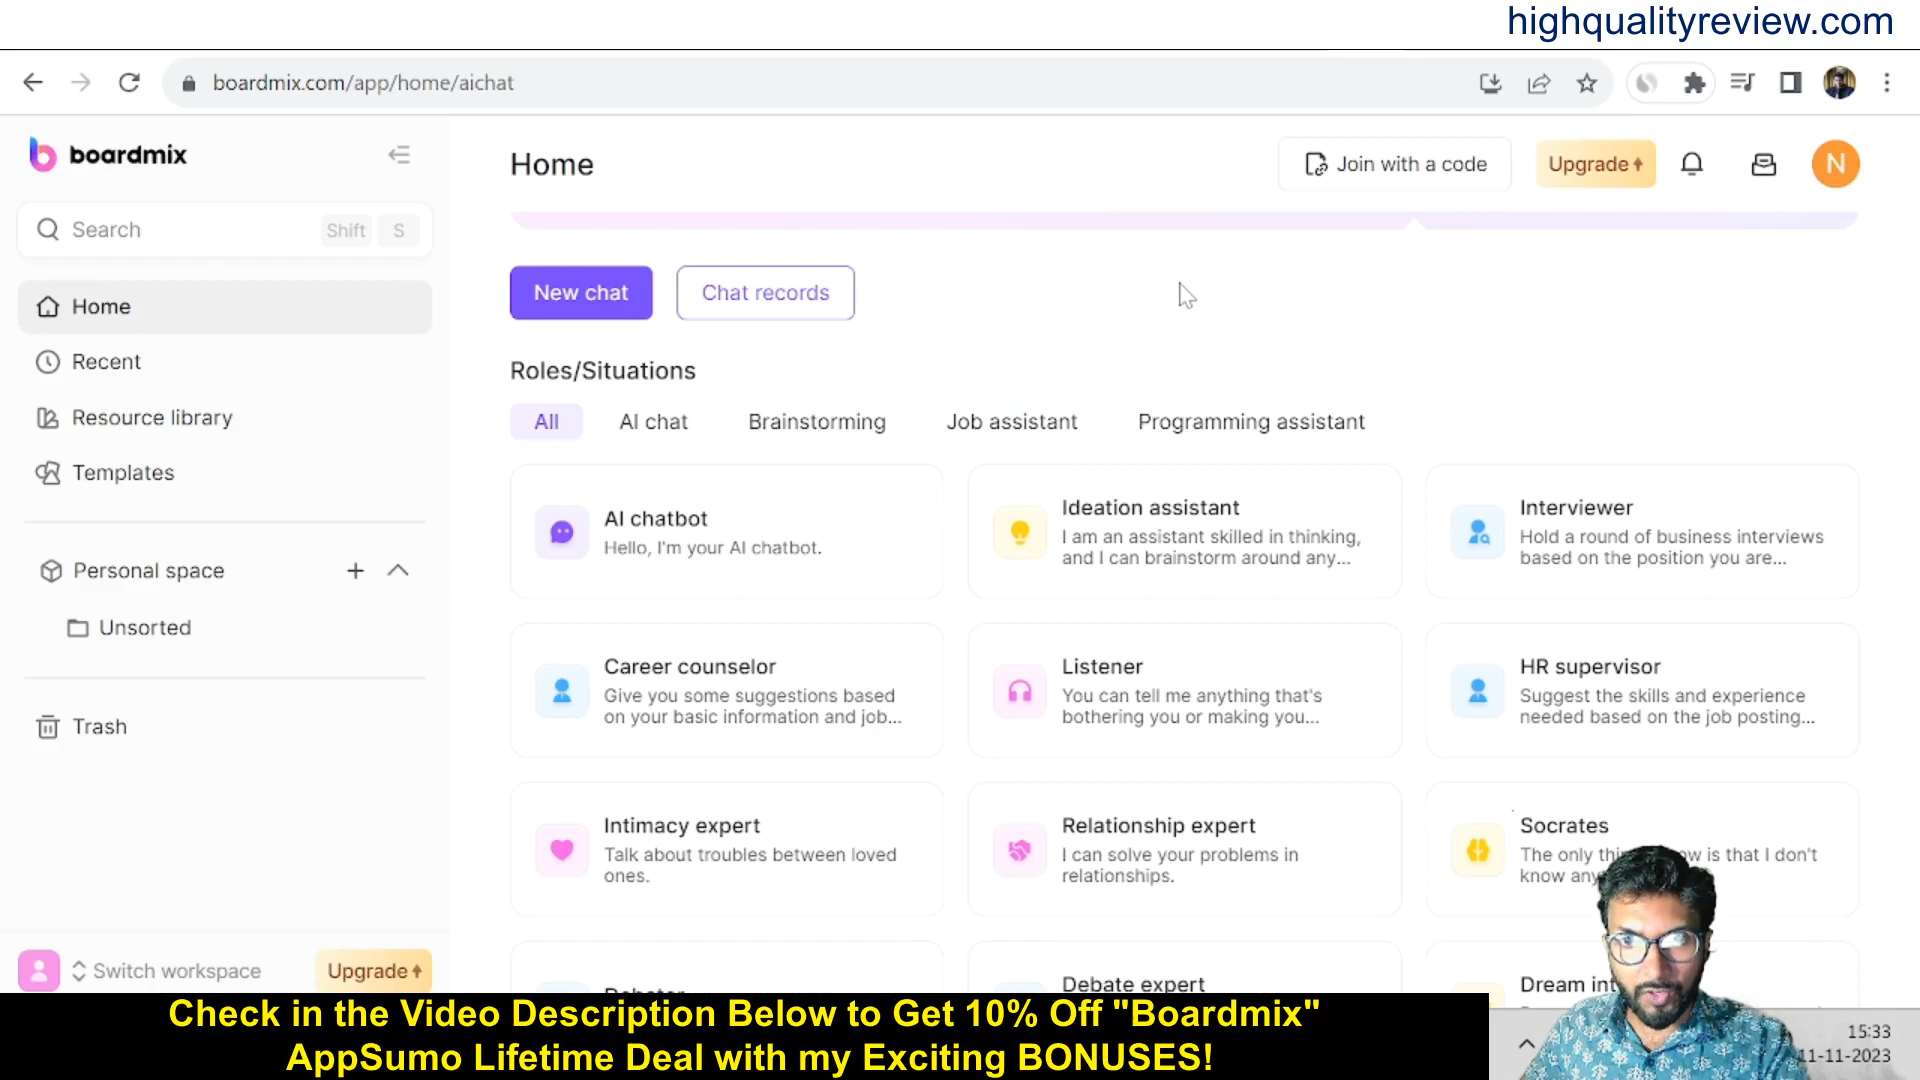 highqualityreview.com
boardmix.com/app/home/aichat
boardmix
Home
Join with a code
Upgrade
N
Search
Shift
S
Home
Recent
Resource library
Templates
Personal space
Unsorted
Trash
Switch workspace
Upgrade
New chat
Chat records
Roles/Situations
All
AI chat
Brainstorming
Job assistant
Programming assistant
AI chatbot
Hello, I'm your AI chatbot.
Ideation assistant
I am an assistant skilled in thinking,
and I can brainstorm around any...
Interviewer
Hold a round of business interviews
based on the position you are...
Career counselor
Give you some suggestions based
on your basic information and job...
Listener
You can tell me anything that's
bothering you or making you...
HR supervisor
Suggest the skills and experience
needed based on the job posting...
Intimacy expert
Talk about troubles between loved
ones.
Relationship expert
I can solve your problems in
relationships.
Socrates
The only is that I don't
know
Debate expert
Dream
Check in the Video Description Below to Get 10% Off "Boardmix"
AppSumo Lifetime Deal with my Exciting BONUSES!
15:33
11-11-2023